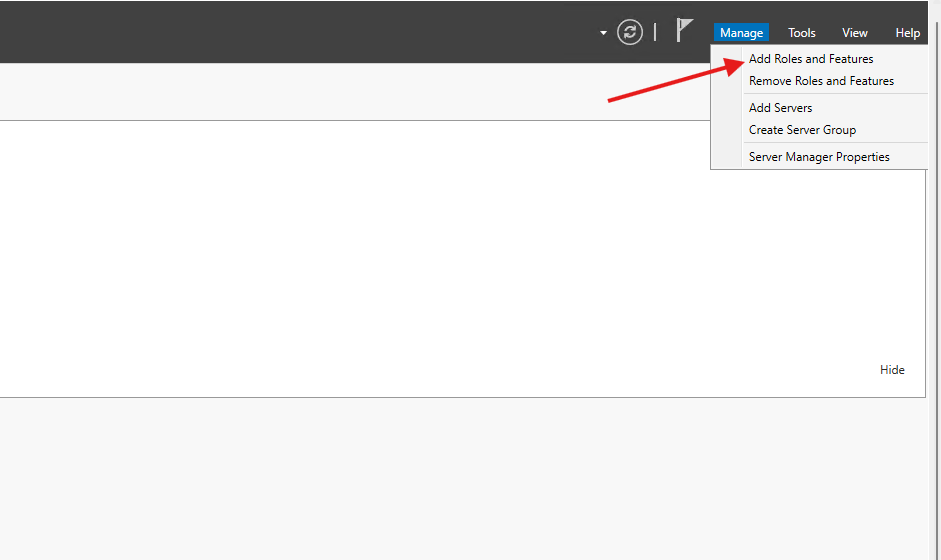 Manage Tools View Help
Add Roles and Features
Remove Roles and Features
Add Servers
Create Server Group
Server Manager Properties
Hide